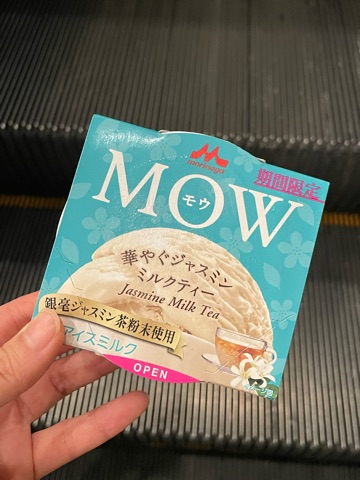 morinaga
期間限定
MOW
モウ
華やぐジャスミン
ミルクティー
Jasmine Milk Tea
銀毫ジャスミン茶粉末使用
アイスミルク
OPEN